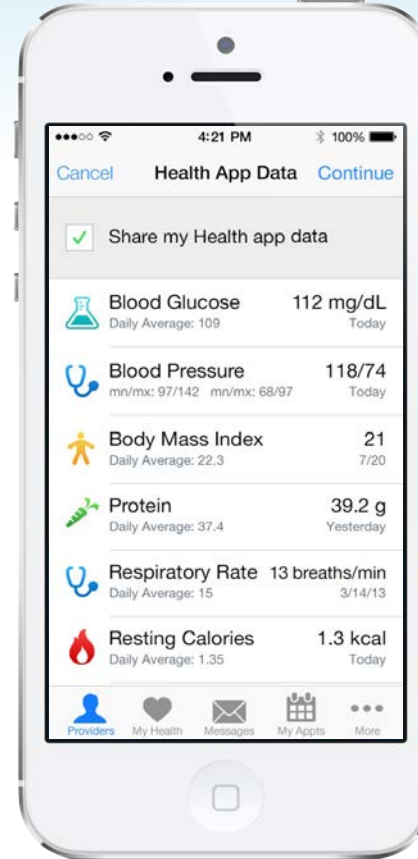 4:21 PM 100%
Cancel Health App Data Continue
Share my Health app data
Blood Glucose 112 mg/dL
Daily Average: 109 Today
Blood Pressure 118/74
mn/mx: 97/142 mn/mx: 68/97 Today
Body Mass Index 21
Daily Average: 22.3 7/20
Protein 39.2 g
Daily Average: 37.4 Yesterday
Respiratory Rate 13 breaths/min
Daily Average: 15 3/14/13
Resting Calories 1.3 kcal
Daily Average: 1.35 Today
Providers My Health Messages My Appts More